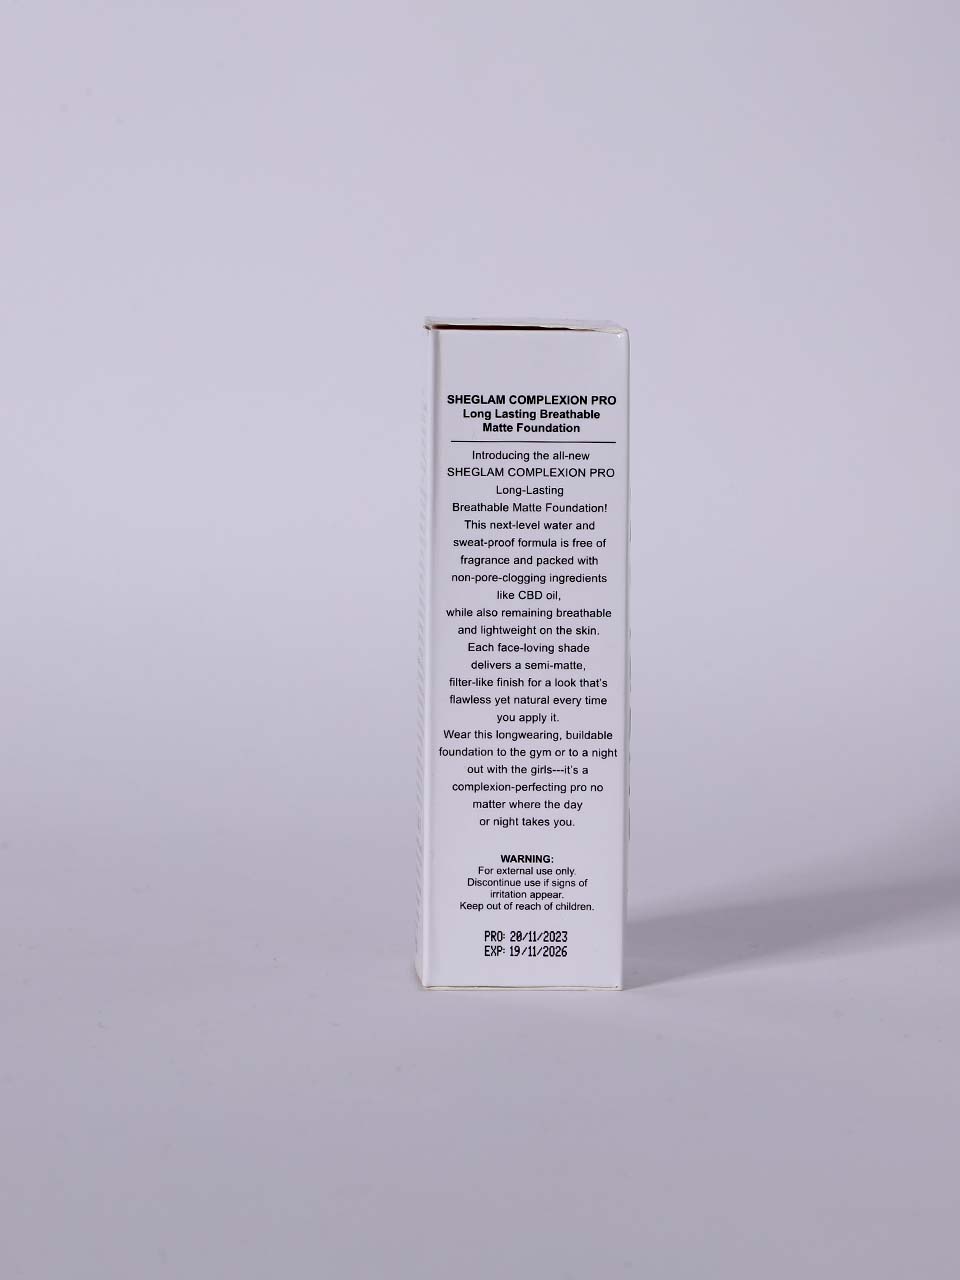 SHEGLAM COMPLEXION PRO
Long Lasting Breathable
Matte Foundation
Introducing the all-new
SHEGLAM COMPLEXION PRO
Long-Lasting
Breathable Matte Foundation!
This next-level water and
sweat-proof formula is free of
fragrance and packed with
non-pore-clogging ingredients
like CBD oil,
while also remaining breathable
and lightweight on the skin.
Each face-loving shade
delivers a semi-matte,
filter-like finish for a look that's
flawless yet natural every time
you apply it.
Wear this longwearing, buildable
foundation to the gym or to a night
out with the girls---it's a
complexion-perfecting pro no
matter where the day
or night takes you.
WARNING:
For external use only.
Discontinue use if signs of
irritation appear.
Keep out of reach of children.
PRO: 20/11/2023
EXP: 19/11/2026